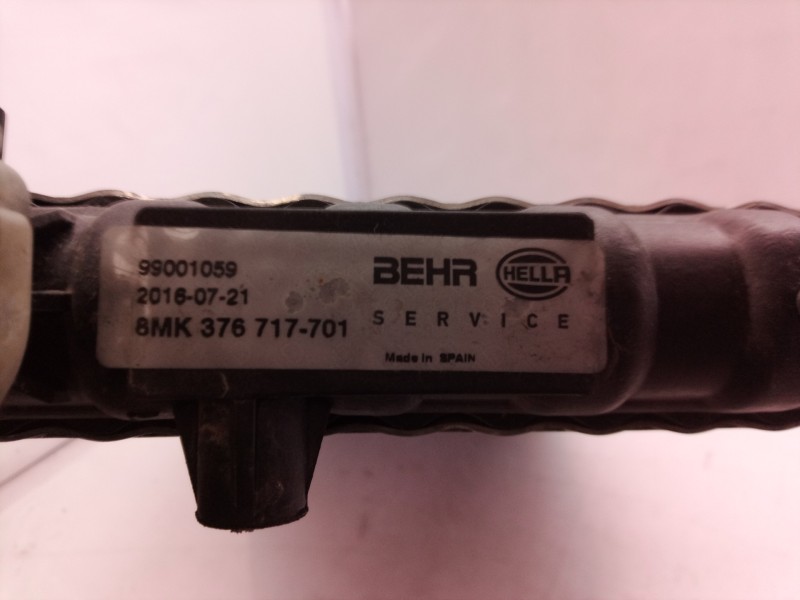 99001059
2016-07-21
8MK 376 717-701
BEHR HELLA
SERVICE
Made in SPAIN